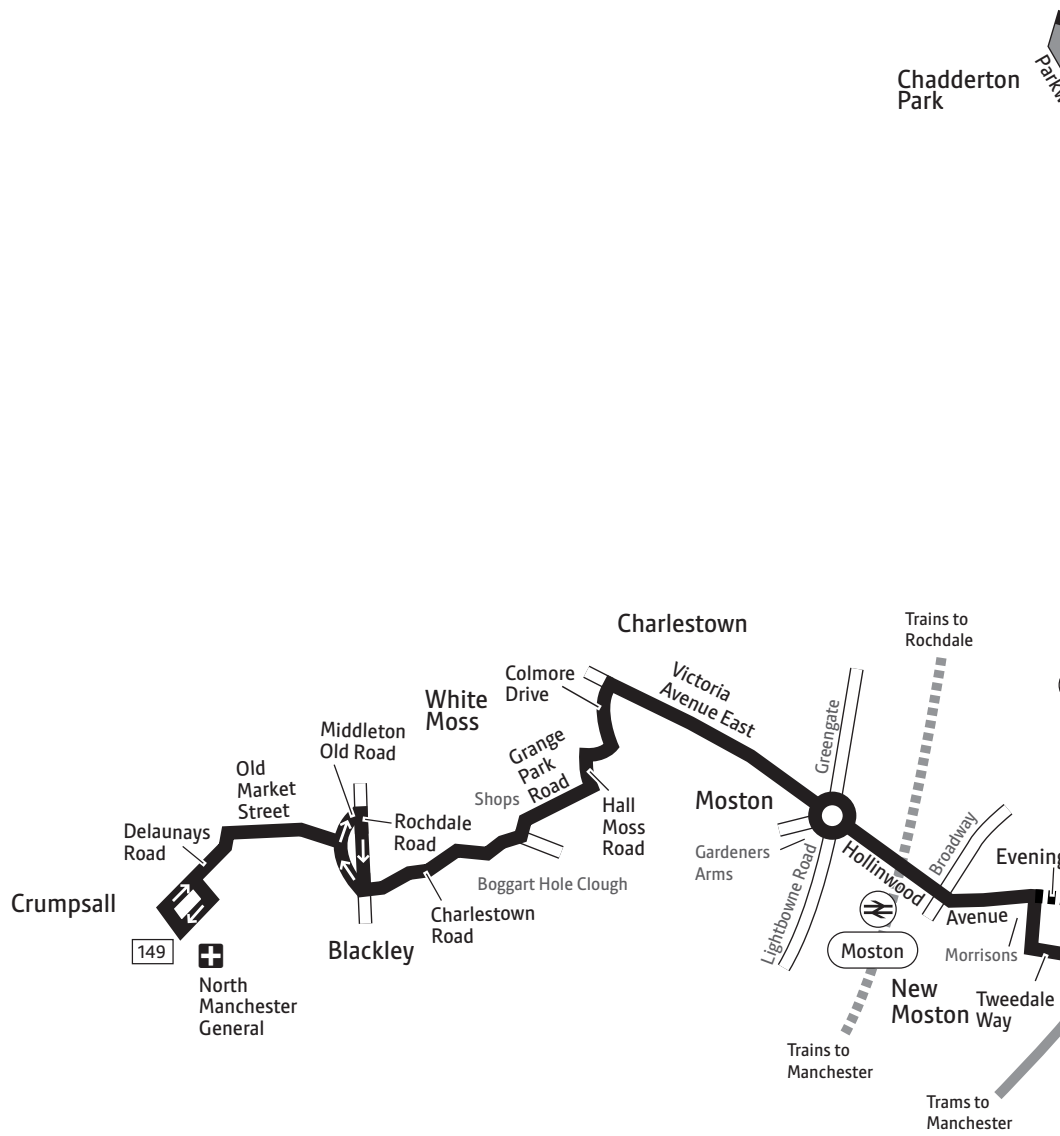 Chadderton
Park
Charlestown
Trains to
Rochdale
Colmore
Drive
Victoria
Avenue East
White
Moss
Middleton
Old Road
Greengate
Grange
Park
Road
Old
Market
Street
Shops
Moston
Hall
Moss
Road
Delaunays
Road
Rochdale
Road
Broadway
Gardeners
Arms
Hollinwood
Evening
Boggart Hole Clough
Crumpsall
Charlestown
Road
Lightbowne Road
Avenue
149
Blackley
Moston
Morrisons
North
Manchester
General
New
Moston
Tweedale
Way
Trains to
Manchester
Trams to
Manchester